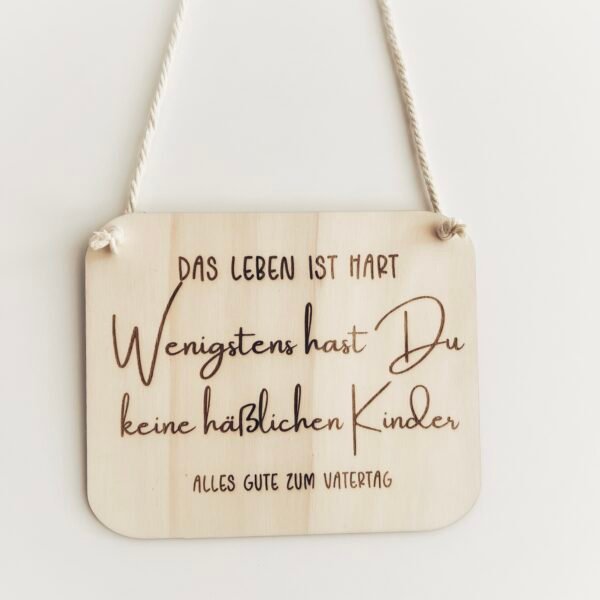 DAS LEBEN IST HART
Wenigstens hast Du
keine häßlichen Kinder
ALLES GUTE ZUM VATERTAG